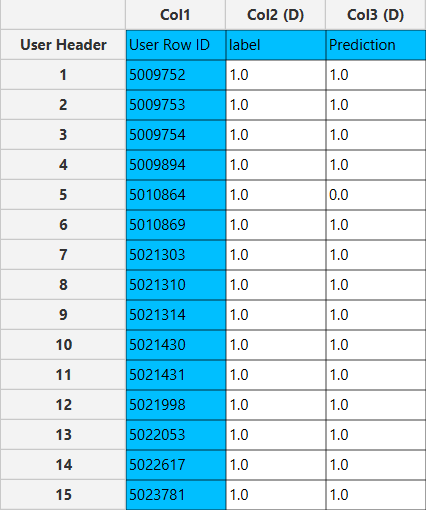 Col1 Col2 (D) Col3 (D)
User Header User Row ID label Prediction
1 5009752 1.0 1.0
2 5009753 1.0 1.0
3 5009754 1.0 1.0
4 5009894 1.0 1.0
5 5010864 1.0 0.0
6 5010869 1.0 1.0
7 5021303 1.0 1.0
8 5021310 1.0 1.0
9 5021314 1.0 1.0
10 5021430 1.0 1.0
11 5021431 1.0 1.0
12 5021998 1.0 1.0
13 5022053 1.0 1.0
14 5022617 1.0 1.0
15 5023781 1.0 1.0